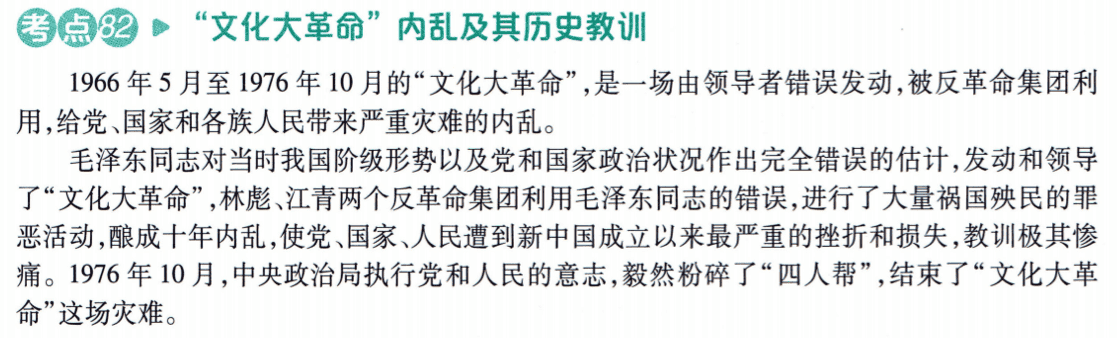 考点82 ▶ “文化大革命”内乱及其历史教训
1966 年 5 月至 1976 年 10 月的“文化大革命”,是一场由领导者错误发动,被反革命集团利
用,给党、国家和各族人民带来严重灾难的内乱。
毛泽东同志对当时我国阶级形势以及党和国家政治状况作出完全错误的估计,发动和领导
了“文化大革命”,林彪、江青两个反革命集团利用毛泽东同志的错误,进行了大量祸国殃民的罪
恶活动,酿成十年内乱,使党、国家、人民遭到新中国成立以来最严重的挫折和损失,教训极其惨
痛。1976 年 10 月,中央政治局执行党和人民的意志,毅然粉碎了“四人帮”,结束了“文化大革
命”这场灾难。